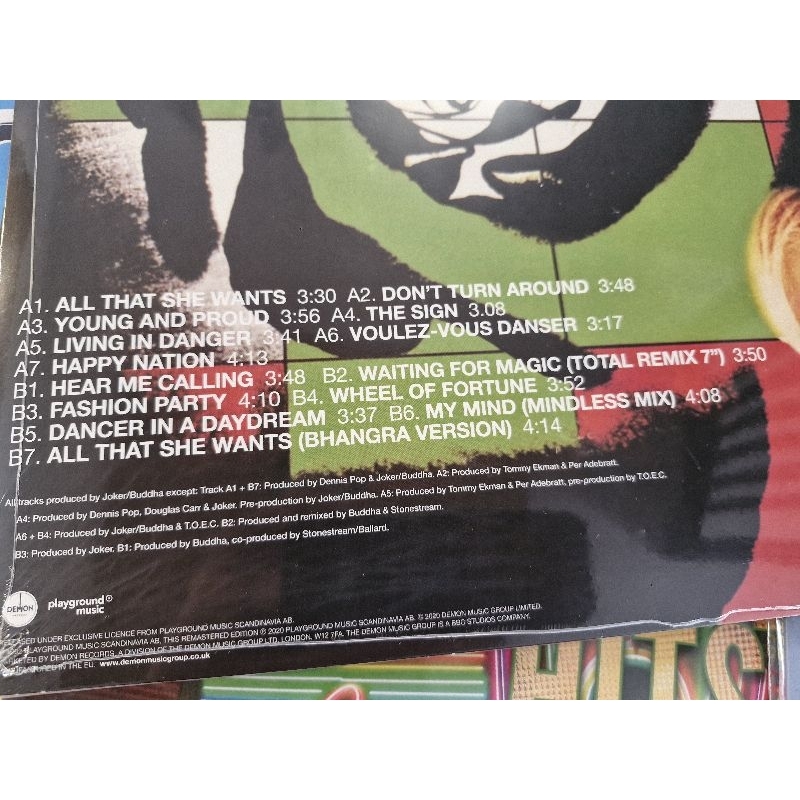 A1. ALL THAT SHE WANTS 3:30 A2. DON'T TURN AROUND 3:48
A3. YOUNG AND PROUD 3:56 A4. THE SIGN 3.08
A5. LIVING IN DANGER 3:41 A6. VOULEZ-VOUS DANSER 3:17
A7. HAPPY NATION 4:13
B1. HEAR ME CALLING 3:48 B2. WAITING FOR MAGIC (TOTAL REMIX 7") 3:50
B3. FASHION PARTY 4:10 B4. WHEEL OF FORTUNE 3:52
B5. DANCER IN A DAYDREAM 3:37 B6. MY MIND (MINDLESS MIX) 4:08
B7. ALL THAT SHE WANTS (BHANGRA VERSION) 4:14
All tracks produced by Joker/Buddha except: Track A1 + B7: Produced by Dennis Pop & Joker/Buddha. A2: Produced by Tommy Ekman & Per Adebratt.
A4: Produced by Dennis Pop, Douglas Carr & Joker. Pre-production by Joker/Buddha. A5: Produced by Tommy Ekman & Per Adebratt, pre-production by T.O.E.C.
A6 + B4: Produced by Joker/Buddha & T.O.E.C. B2: Produced and remixed by Buddha & Stonestream.
B3: Produced by Joker. B1: Produced by Buddha, co-produced by Stonestream/Ballard.
DEMON
playground music
UNDER EXCLUSIVE LICENCE FROM PLAYGROUND MUSIC SCANDINAVIA AB.
PLAYGROUND MUSIC SCANDINAVIA AB. THIS REMASTERED EDITION ℗ 2020 PLAYGROUND MUSIC SCANDINAVIA AB. © 2020 DEMON MUSIC GROUP LIMITED.
BY DEMON RECORDS, A DIVISION OF THE DEMON MUSIC GROUP LTD, LONDON, W12 7FA. THE DEMON MUSIC GROUP IS A BBC STUDIOS COMPANY.
IN THE EU. www.demonmusicgroup.co.uk
HITS